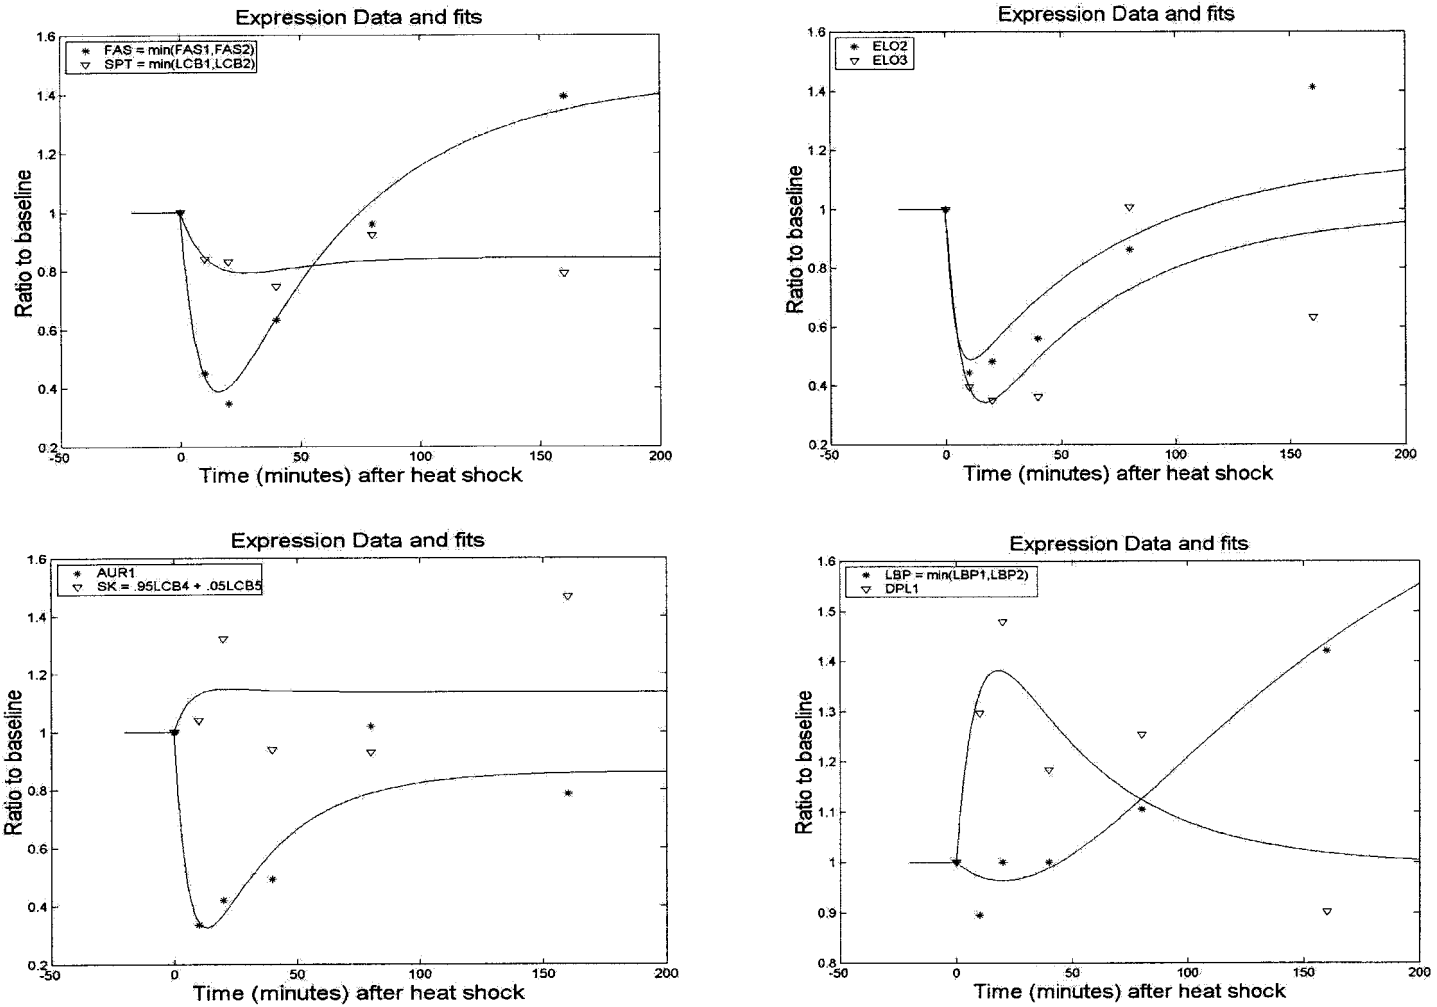 Expression Data and fits
FAS = min(FAS1,FAS2)
SPT = min(LCB1,LCB2)
1.6
1.4
1.2
1
0.8
0.6
0.4
0.2
Ratio to baseline
-50
0
50
100
150
200
Time (minutes) after heat shock
Expression Data and fits
ELO2
ELO3
1.6
1.4
1.2
1
0.8
0.6
0.4
0.2
Ratio to baseline
-50
0
50
100
150
200
Time (minutes) after heat shock
Expression Data and fits
AUR1
SK = .95LCB4 + .05LCB5
1.6
1.4
1.2
1
0.8
0.6
0.4
0.2
Ratio to baseline
-50
0
50
100
150
200
Time (minutes) after heat shock
Expression Data and fits
LBP = min(LBP1,LBP2)
DPL1
1.6
1.5
1.4
1.3
1.2
1.1
1
0.9
0.8
Ratio to baseline
-50
0
50
100
150
200
Time (minutes) after heat shock